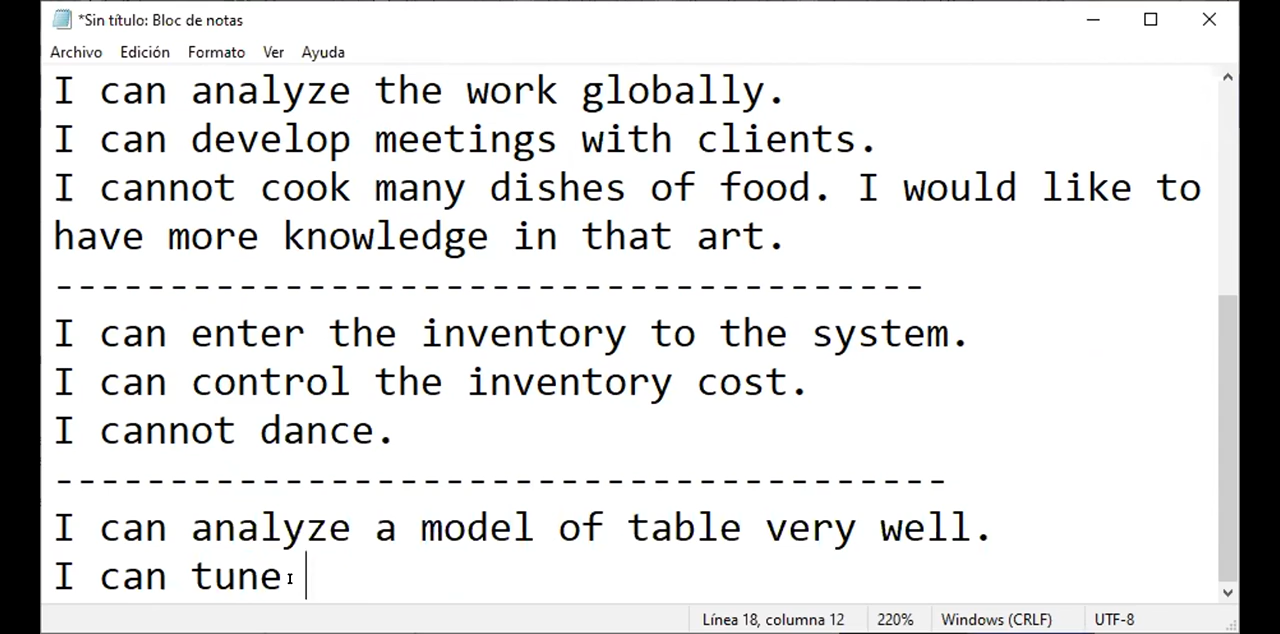 *Sin título: Bloc de notas
Archivo Edición Formato Ver Ayuda
I can analyze the work globally.
I can develop meetings with clients.
I cannot cook many dishes of food. I would like to
have more knowledge in that art.
--------------------------------------
I can enter the inventory to the system.
I can control the inventory cost.
I cannot dance.
---------------------------------------
I can analyze a model of table very well.
I can tune
Línea 18, columna 12 220% Windows (CRLF) UTF-8